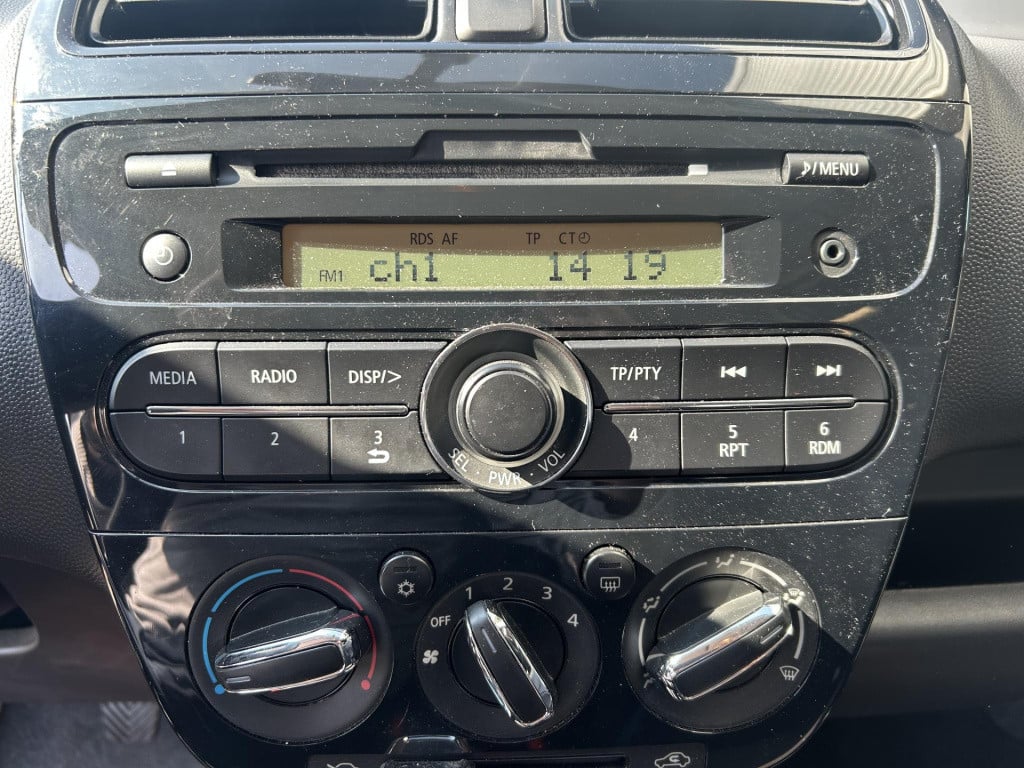 /MENU
RDS AF TP CT
FM1 ch1 14 19
MEDIA RADIO DISP/> TP/PTY
1 2 3 4 5 6
RPT RDM
SEL · PWR · VOL
OFF 1 2 3 4